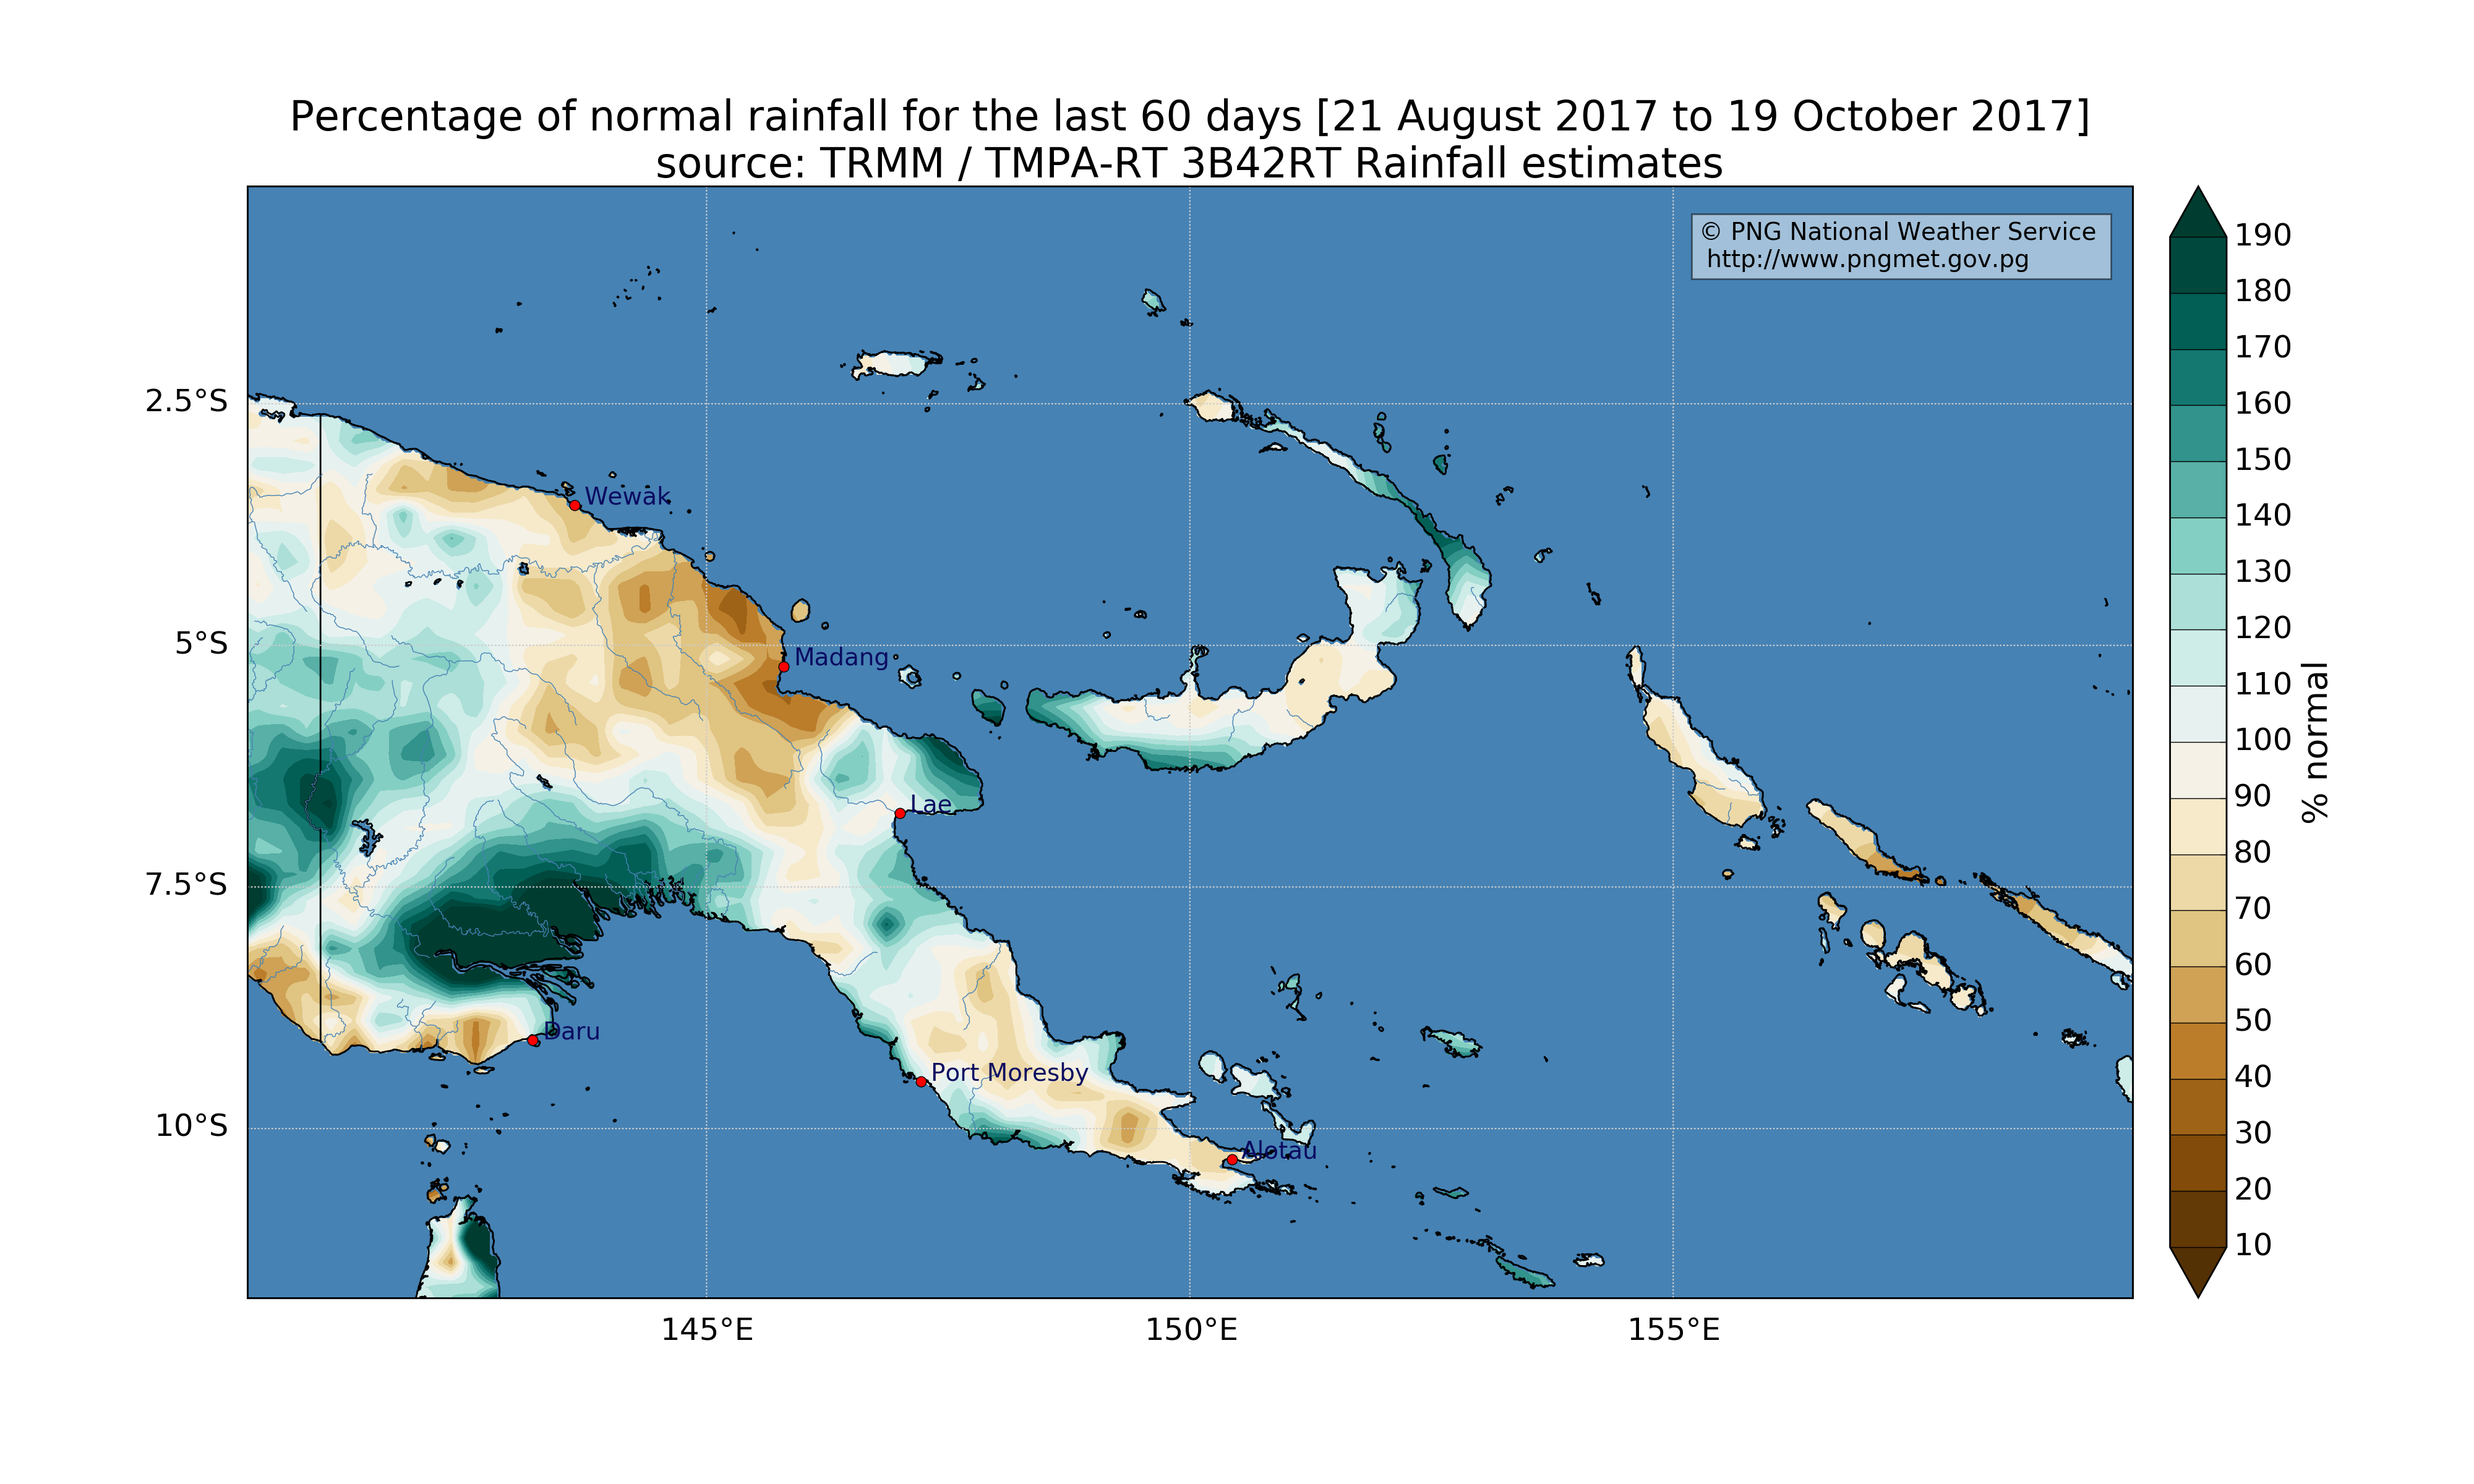 Percentage of normal rainfall for the last 60 days [21 August 2017 to 19 October 2017]
source: TRMM / TMPA-RT 3B42RT Rainfall estimates
© PNG National Weather Service
http://www.pngmet.gov.pg
190
180
170
160
150
140
130
120
110
100
90
80
70
60
50
40
30
20
10
% normal
2.5°S
5°S
7.5°S
10°S
Wewak
Madang
Lae
Daru
Port Moresby
Alotau
145°E
150°E
155°E